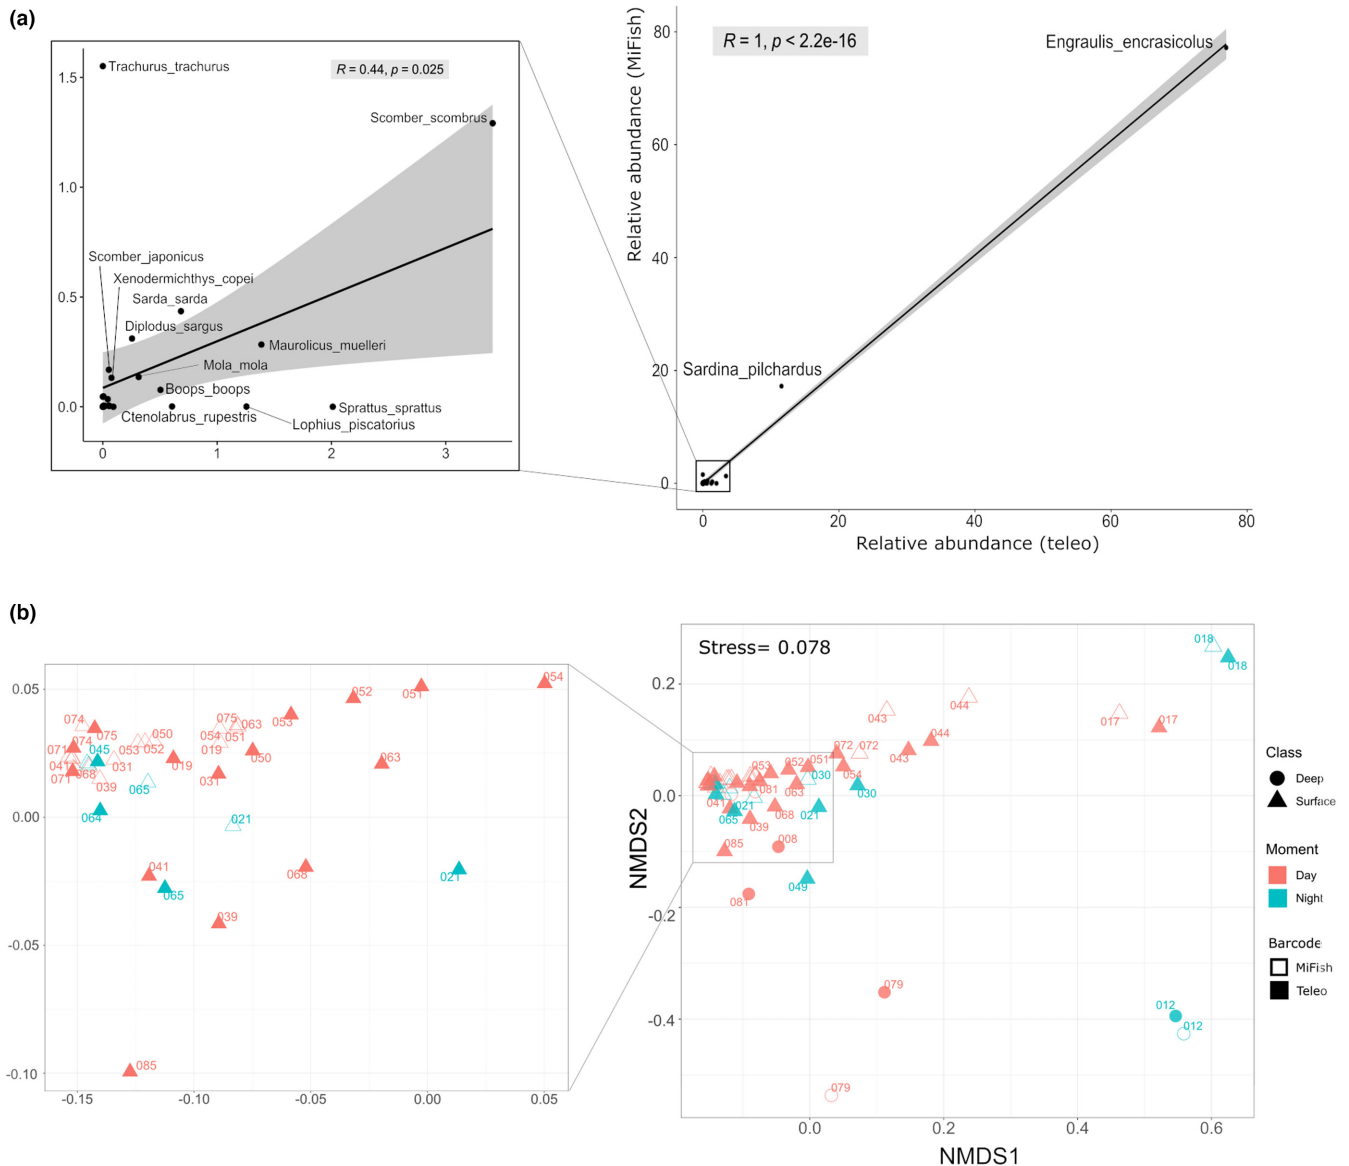 (a)
R = 0.44, p = 0.025
Trachurus_trachurus
Scomber_scombrus
Scomber_japonicus
Xenodermichthys_copei
Sarda_sarda
Diplodus_sargus
Maurolicus_muelleri
Mola_mola
Boops_boops
Ctenolabrus_rupestris
Sprattus_sprattus
Lophius_piscatorius
1.5
1.0
0.5
0.0
0 1 2 3
R = 1, p < 2.2e-16
Engraulis_encrasicolus
Sardina_pilchardus
Relative abundance (MiFish)
80
60
40
20
0
0 20 40 60 80
Relative abundance (teleo)
(b)
0.05
0.00
-0.05
-0.10
-0.15 -0.10 -0.05 0.00 0.05
054
051
052
053
074
075
075
063
050
054
051
074
071
045
053
052
019
019
050
063
041
068
031
031
071
039
065
064
021
041
065
068
021
039
085
Stress= 0.078
NMDS2
0.2
0.0
-0.2
-0.4
0.0 0.2 0.4 0.6
NMDS1
018
018
044
043
017
017
044
043
072
072
051
052
053
054
030
030
063
081
041
021
021
065
068
039
008
085
049
081
079
012
012
079
Class
Deep
Surface
Moment
Day
Night
Barcode
MiFish
Teleo